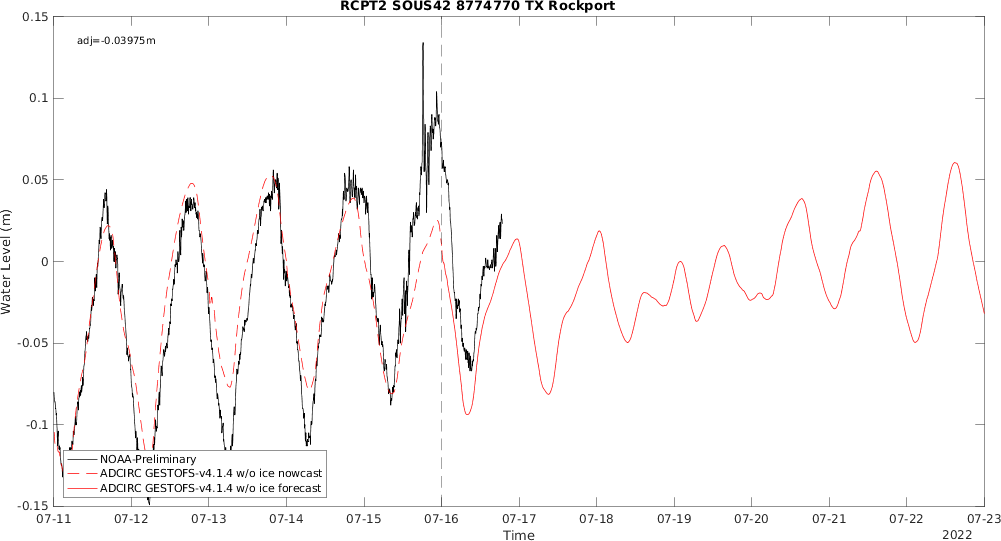 RCPT2 SOUS42 8774770 TX Rockport
adj=-0.03975m
0.15
0.1
0.05
0
-0.05
-0.1
-0.15
Water Level (m)
NOAA-Preliminary
ADCIRC GESTOFS-v4.1.4 w/o ice nowcast
ADCIRC GESTOFS-v4.1.4 w/o ice forecast
07-11 07-12 07-13 07-14 07-15 07-16 07-17 07-18 07-19 07-20 07-21 07-22 07-23
Time
2022